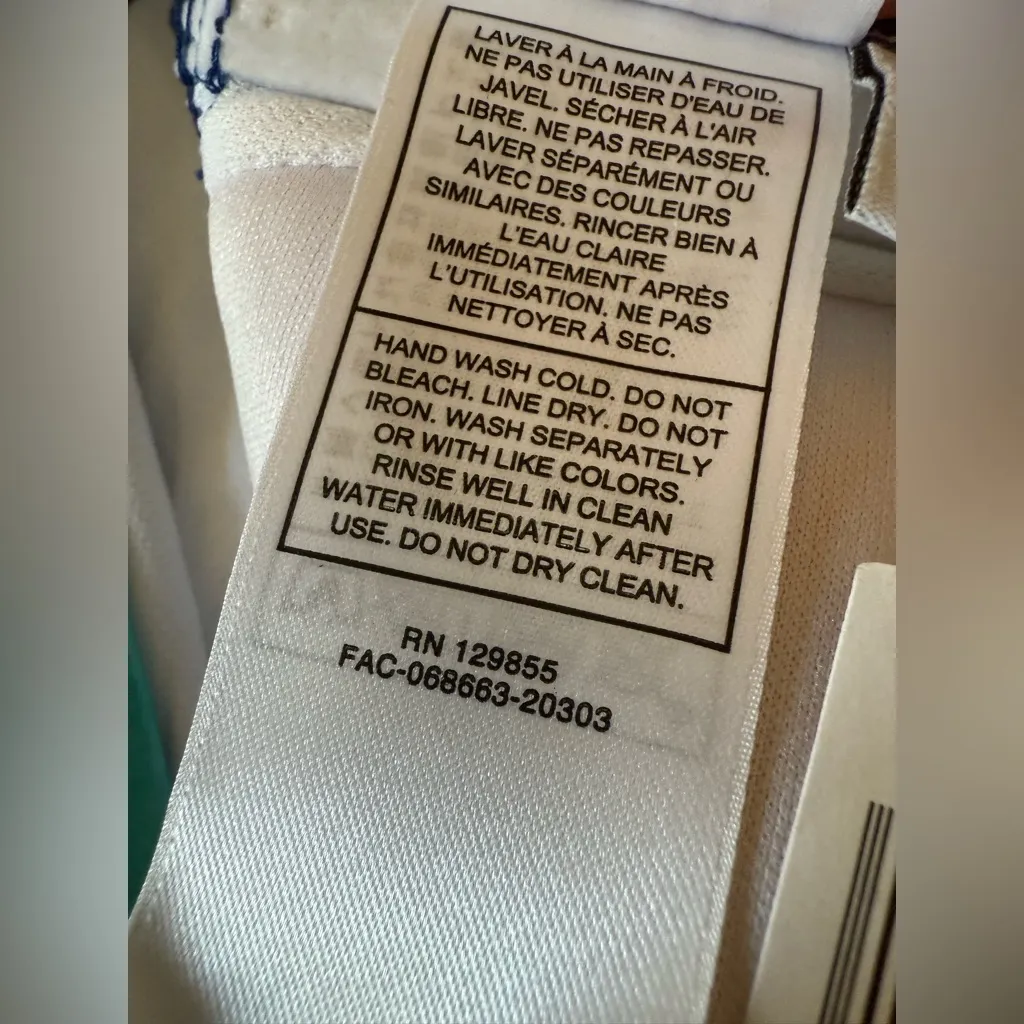 LAVER À LA MAIN À FROID.
NE PAS UTILISER D'EAU DE
JAVEL. SÉCHER À L'AIR
LIBRE. NE PAS REPASSER.
LAVER SÉPARÉMENT OU
AVEC DES COULEURS
SIMILAIRES. RINCER BIEN À
L'EAU CLAIRE
IMMÉDIATEMENT APRÈS
L'UTILISATION. NE PAS
NETTOYER À SEC.
HAND WASH COLD. DO NOT
BLEACH. LINE DRY. DO NOT
IRON. WASH SEPARATELY
OR WITH LIKE COLORS.
RINSE WELL IN CLEAN
WATER IMMEDIATELY AFTER
USE. DO NOT DRY CLEAN.
RN 129855
FAC-068663-20303